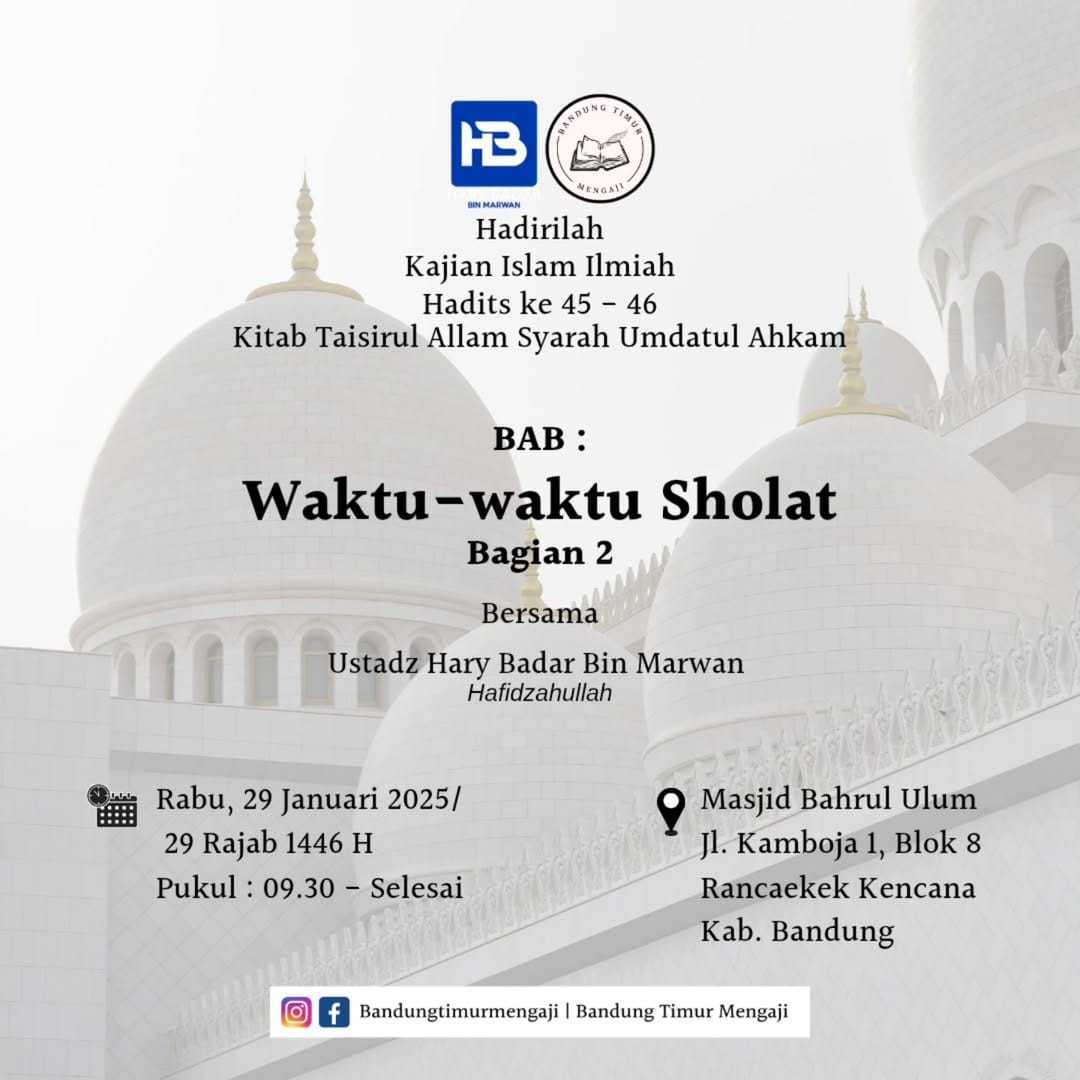 HB
BIN MARWAN
BANDUNG TIMUR
MENGAJI
Hadirilah
Kajian Islam Ilmiah
Hadits ke 45 - 46
Kitab Taisirul Allam Syarah Umdatul Ahkam
BAB :
Waktu-waktu Sholat
Bagian 2
Bersama
Ustadz Hary Badar Bin Marwan
Hafidzahullah
Rabu, 29 Januari 2025/
29 Rajab 1446 H
Pukul : 09.30 - Selesai
Masjid Bahrul Ulum
Jl. Kamboja 1, Blok 8
Rancaekek Kencana
Kab. Bandung
Bandungtimurmengaji | Bandung Timur Mengaji